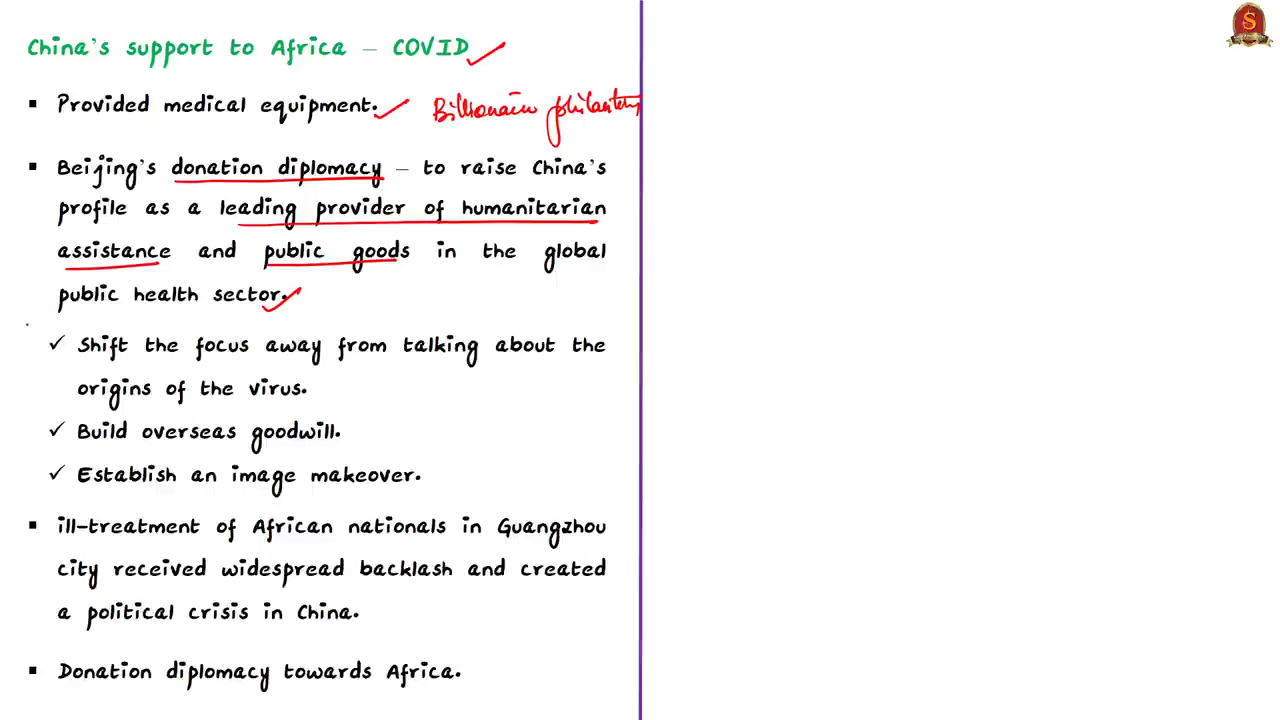 China's support to Africa – COVID
▪ Provided medical equipment. Billionaire
▪ Beijing's donation diplomacy – to raise China's
profile as a leading provider of humanitarian
assistance and public goods in the global
public health sector.
✓ Shift the focus away from talking about the
origins of the virus.
✓ Build overseas goodwill.
✓ Establish an image makeover.
▪ ill-treatment of African nationals in Guangzhou
city received widespread backlash and created
a political crisis in China.
▪ Donation diplomacy towards Africa.
S